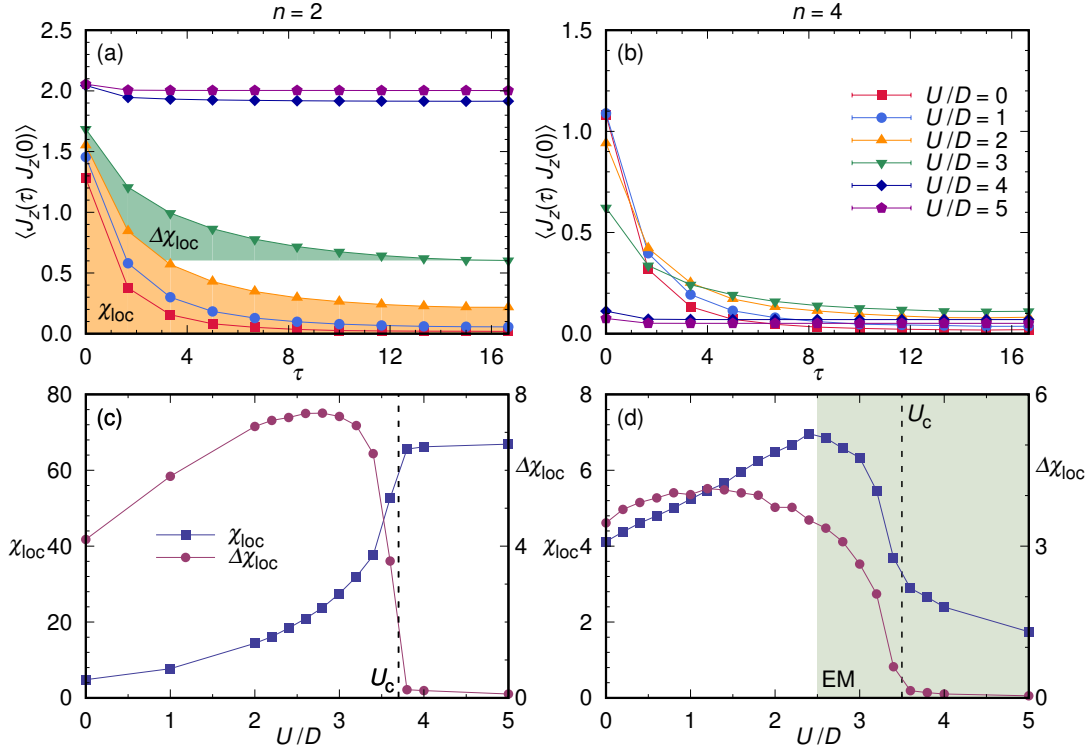 n = 2
n = 4
(a)
⟨J_z(τ) J_z(0)⟩
2.5
2.0
1.5
1.0
0.5
0.0
Δχ_loc
χ_loc
0 4 8 12 16
τ
(b)
⟨J_z(τ) J_z(0)⟩
1.5
1.0
0.5
0.0
U/D = 0
U/D = 1
U/D = 2
U/D = 3
U/D = 4
U/D = 5
0 4 8 12 16
τ
(c)
χ_loc
80
60
40
20
0
χ_loc
Δχ_loc
U_c
8
4
0
Δχ_loc
0 1 2 3 4 5
U/D
(d)
χ_loc
8
6
4
2
0
U_c
EM
6
3
0
Δχ_loc
0 1 2 3 4 5
U/D